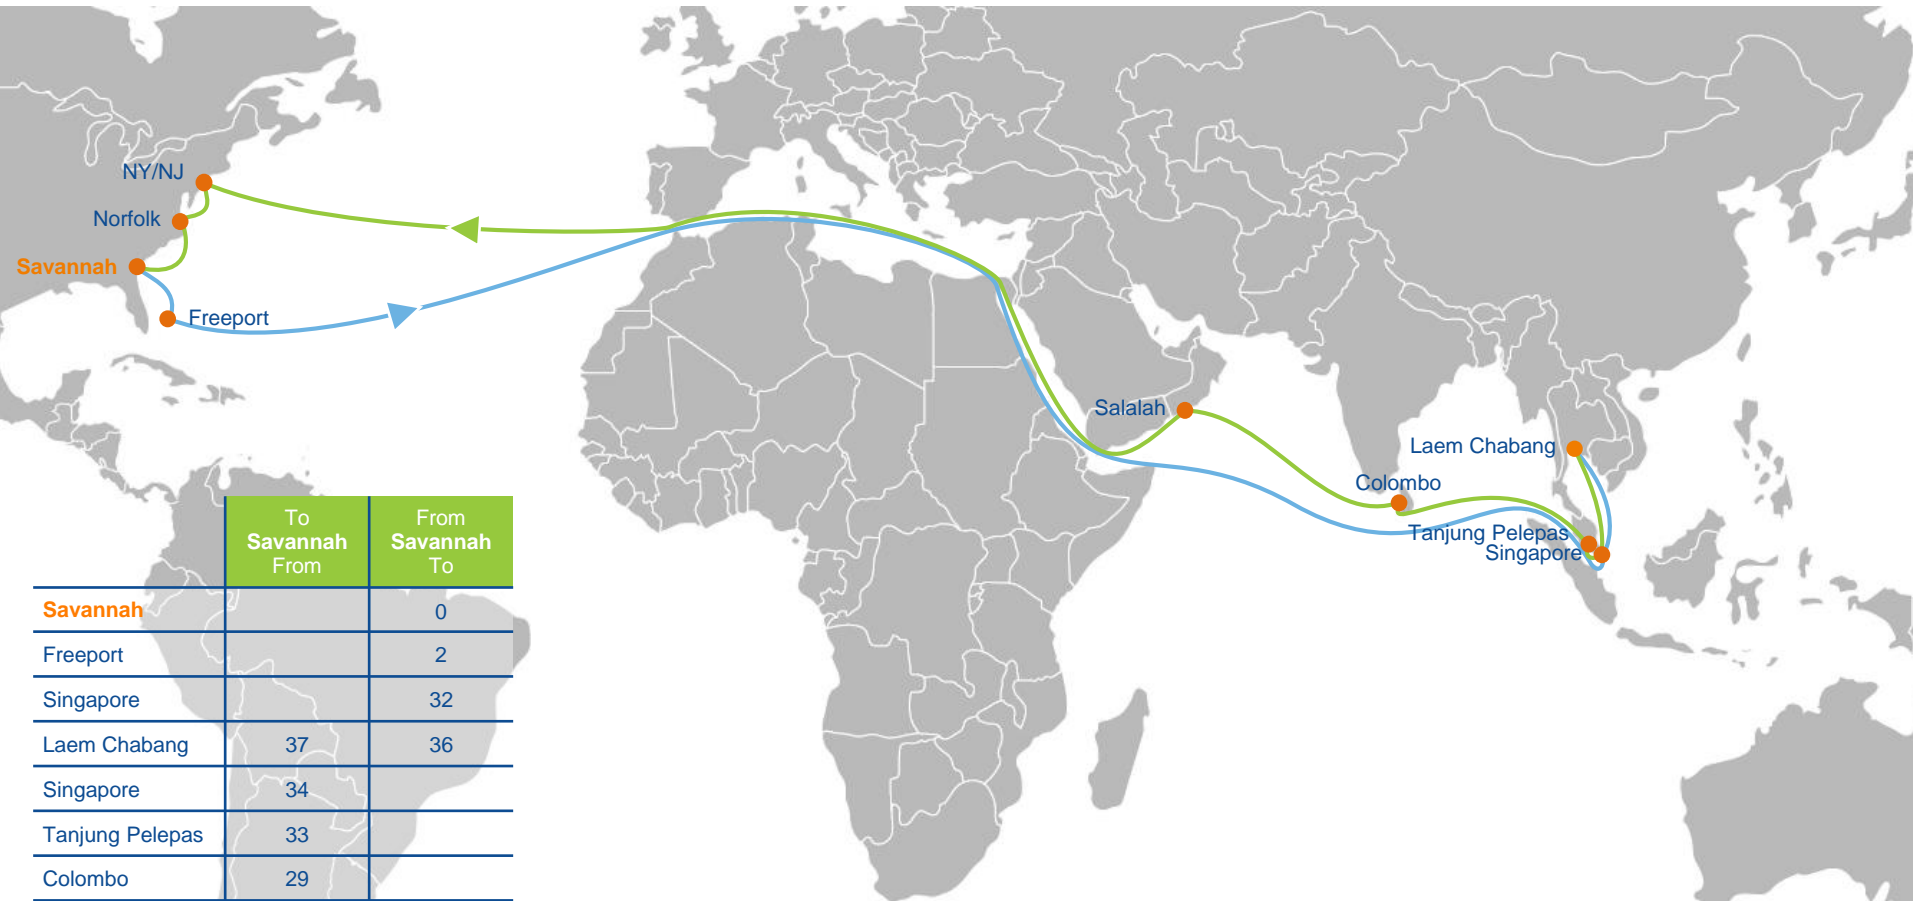 NY/NJ
Norfolk
Savannah
Freeport
Salalah
Laem Chabang
Colombo
Tanjung Pelepas
Singapore
To Savannah From
From Savannah To
Savannah 0
Freeport 2
Singapore 32
Laem Chabang 37 36
Singapore 34
Tanjung Pelepas 33
Colombo 29